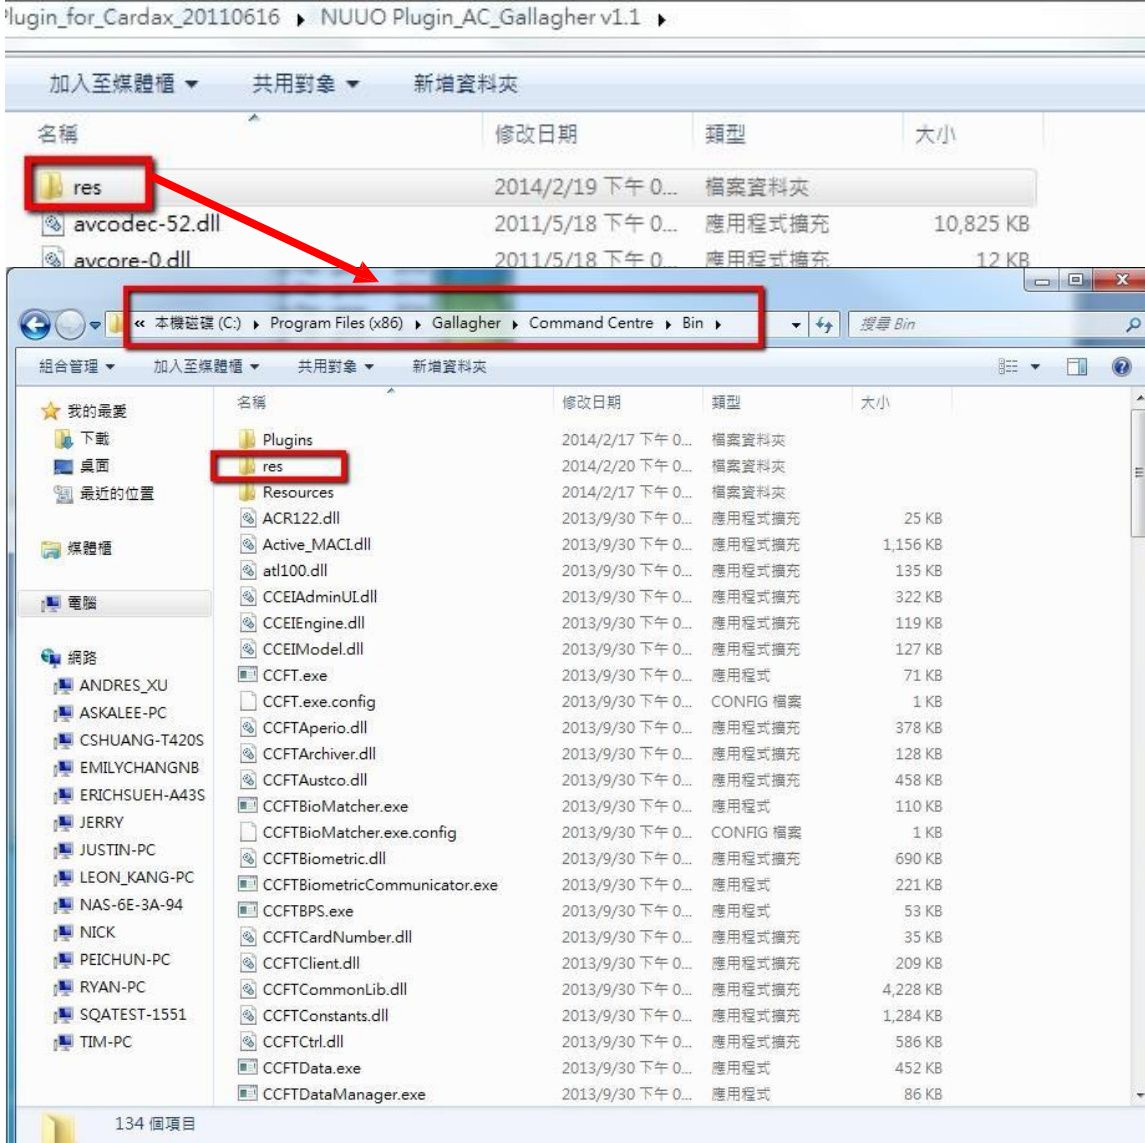 Plugin_for_Cardax_20110616 ▸ NUUO Plugin_AC_Gallagher v1.1 ▸
加入至媒體櫃 ▼ 共用對象 ▼ 新增資料夾
名稱 修改日期 類型 大小
res 2014/2/19 下午 0... 檔案資料夾
avcodec-52.dll 2011/5/18 下午 0... 應用程式擴充 10,825 KB
avcore-0.dll 2011/5/18 下午 0... 應用程式擴充 12 KB
« 本機磁碟 (C:) ▸ Program Files (x86) ▸ Gallagher ▸ Command Centre ▸ Bin ▸ 搜尋 Bin
組合管理 ▼ 加入至媒體櫃 ▼ 共用對象 ▼ 新增資料夾
我的最愛
下載
桌面
最近的位置
媒體櫃
電腦
網路
ANDRES_XU
ASKALEE-PC
CSHUANG-T420S
EMILYCHANGNB
ERICHSUEH-A43S
JERRY
JUSTIN-PC
LEON_KANG-PC
NAS-6E-3A-94
NICK
PEICHUN-PC
RYAN-PC
SQATEST-1551
TIM-PC
名稱 修改日期 類型 大小
Plugins 2014/2/17 下午 0... 檔案資料夾
res 2014/2/20 下午 0... 檔案資料夾
Resources 2014/2/17 下午 0... 檔案資料夾
ACR122.dll 2013/9/30 下午 0... 應用程式擴充 25 KB
Active_MACI.dll 2013/9/30 下午 0... 應用程式擴充 1,156 KB
atl100.dll 2013/9/30 下午 0... 應用程式擴充 135 KB
CCEIAdminUI.dll 2013/9/30 下午 0... 應用程式擴充 322 KB
CCEIEngine.dll 2013/9/30 下午 0... 應用程式擴充 119 KB
CCEIModel.dll 2013/9/30 下午 0... 應用程式擴充 127 KB
CCFT.exe 2013/9/30 下午 0... 應用程式 71 KB
CCFT.exe.config 2013/9/30 下午 0... CONFIG 檔案 1 KB
CCFTAperio.dll 2013/9/30 下午 0... 應用程式擴充 378 KB
CCFTArchiver.dll 2013/9/30 下午 0... 應用程式擴充 128 KB
CCFTAustco.dll 2013/9/30 下午 0... 應用程式擴充 458 KB
CCFTBioMatcher.exe 2013/9/30 下午 0... 應用程式 110 KB
CCFTBioMatcher.exe.config 2013/9/30 下午 0... CONFIG 檔案 1 KB
CCFTBiometric.dll 2013/9/30 下午 0... 應用程式擴充 690 KB
CCFTBiometricCommunicator.exe 2013/9/30 下午 0... 應用程式 221 KB
CCFTBPS.exe 2013/9/30 下午 0... 應用程式 53 KB
CCFTCardNumber.dll 2013/9/30 下午 0... 應用程式擴充 35 KB
CCFTClient.dll 2013/9/30 下午 0... 應用程式擴充 209 KB
CCFTCommonLib.dll 2013/9/30 下午 0... 應用程式擴充 4,228 KB
CCFTConstants.dll 2013/9/30 下午 0... 應用程式擴充 1,284 KB
CCFTCtrl.dll 2013/9/30 下午 0... 應用程式擴充 586 KB
CCFTData.exe 2013/9/30 下午 0... 應用程式 452 KB
CCFTDataManager.exe 2013/9/30 下午 0... 應用程式 86 KB
134 個項目